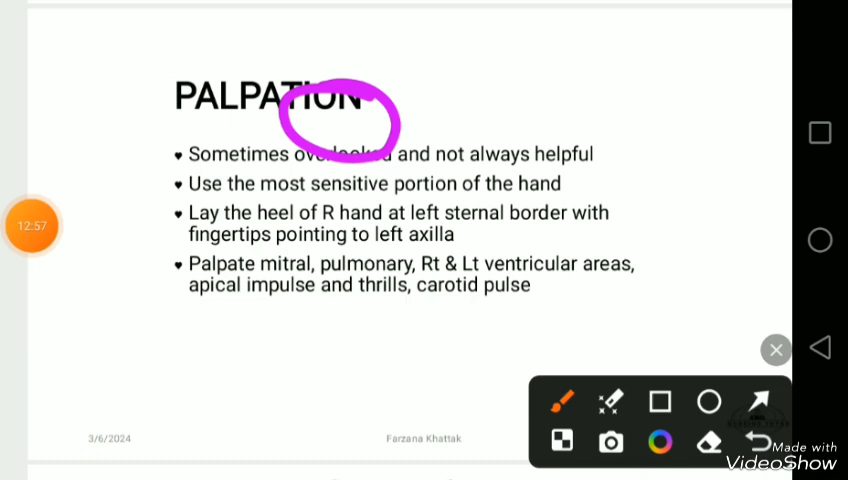 PALPATION
Sometimes overlooked and not always helpful
Use the most sensitive portion of the hand
Lay the heel of R hand at left sternal border with
fingertips pointing to left axilla
Palpate mitral, pulmonary, Rt & Lt ventricular areas,
apical impulse and thrills, carotid pulse
12:57
3/6/2024
Farzana Khattak
Made with
VideoShow